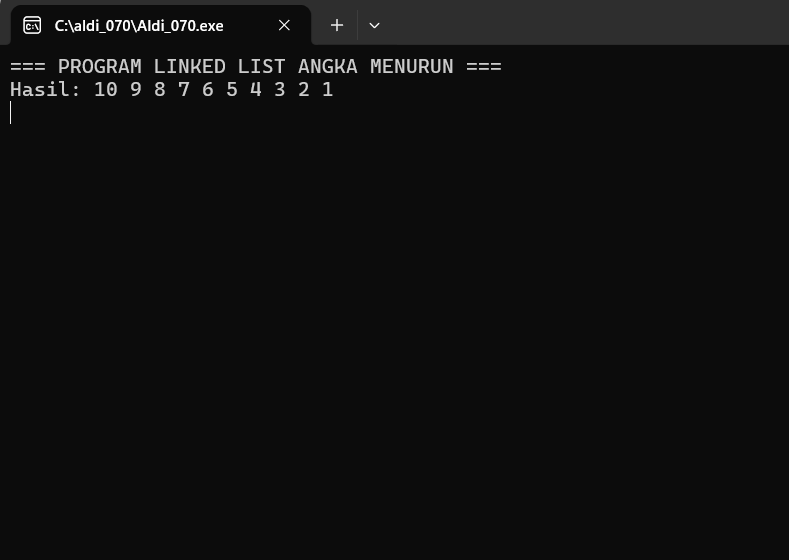 C:\aldi_070\Aldi_070.exe
=== PROGRAM LINKED LIST ANGKA MENURUN ===
Hasil: 10 9 8 7 6 5 4 3 2 1